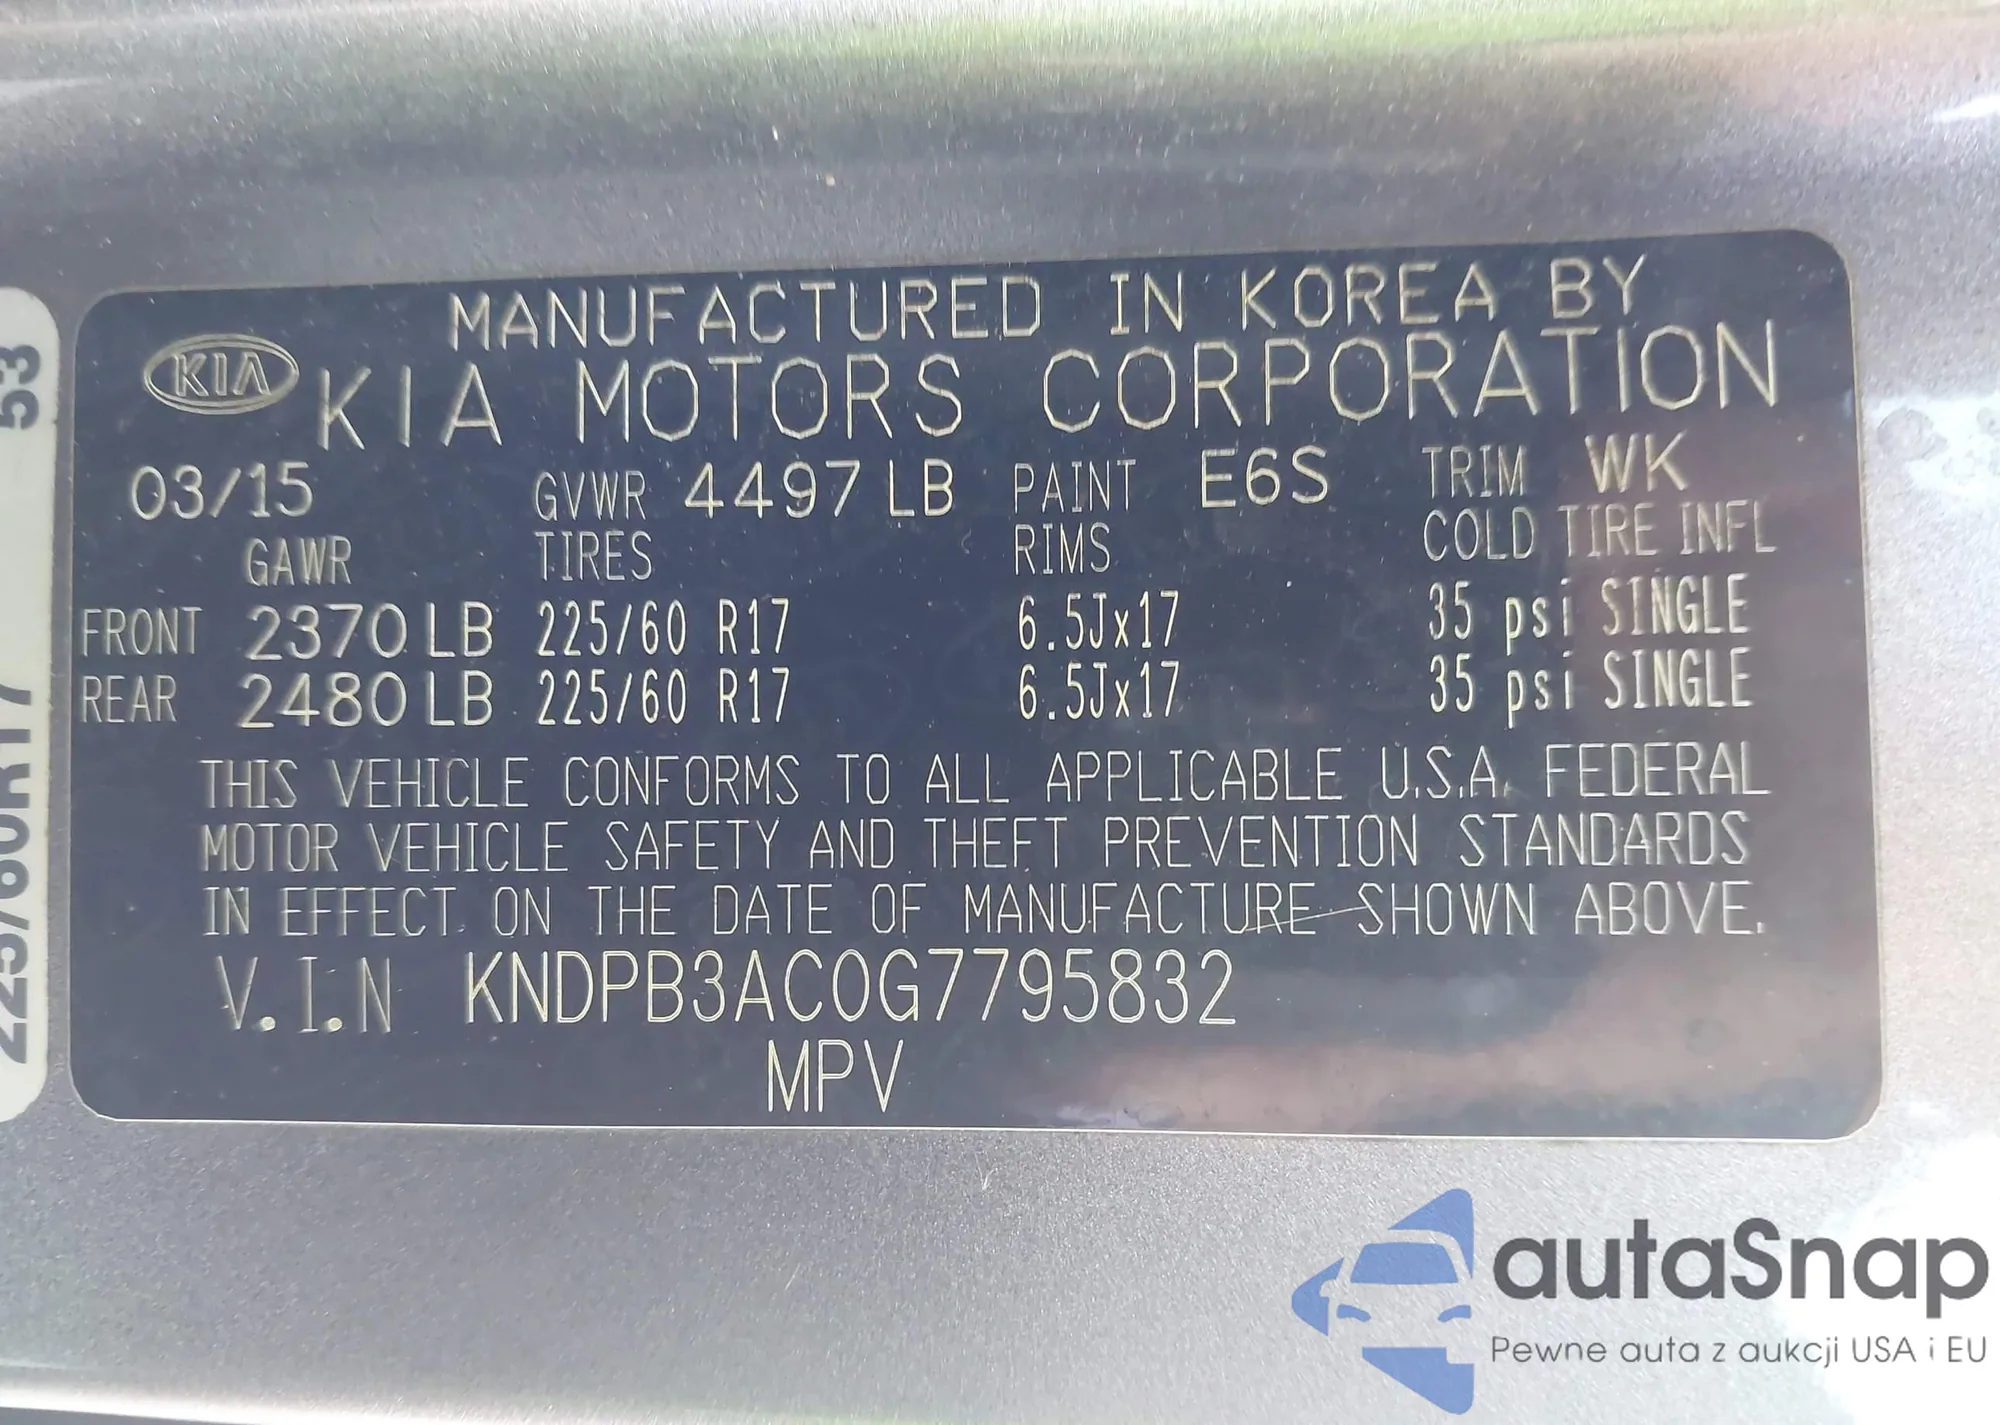 MANUFACTURED IN KOREA BY
KIA KIA MOTORS CORPORATION
03/15 GVWR 4497 LB PAINT E6S TRIM WK
GAWR TIRES RIMS COLD TIRE INFL
FRONT 2370 LB 225/60 R17 6.5Jx17 35 psi SINGLE
REAR 2480 LB 225/60 R17 6.5Jx17 35 psi SINGLE
THIS VEHICLE CONFORMS TO ALL APPLICABLE U.S.A. FEDERAL
MOTOR VEHICLE SAFETY AND THEFT PREVENTION STANDARDS
IN EFFECT ON THE DATE OF MANUFACTURE SHOWN ABOVE.
V.I.N KNDPB3AC0G7795832
MPV
225/60R17 53
autaSnap
Pewne auta z aukcji USA i EU